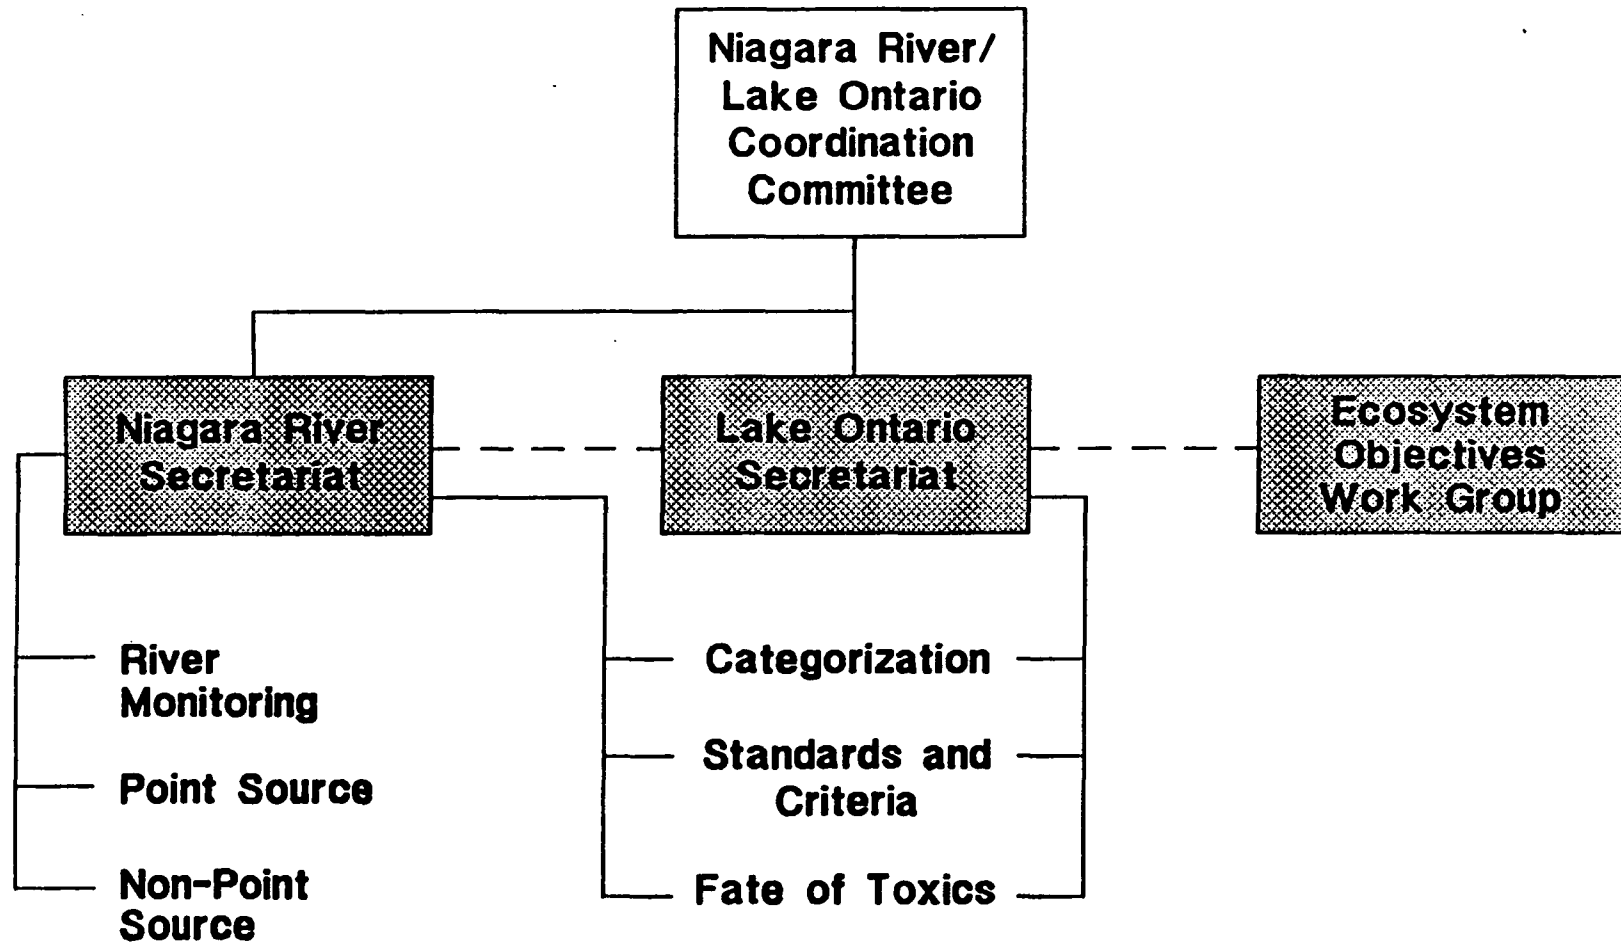 Niagara River/
Lake Ontario
Coordination
Committee
Niagara River
Secretariat
Lake Ontario
Secretariat
Ecosystem
Objectives
Work Group
River
Monitoring
Point Source
Non-Point
Source
Categorization
Standards and
Criteria
Fate of Toxics